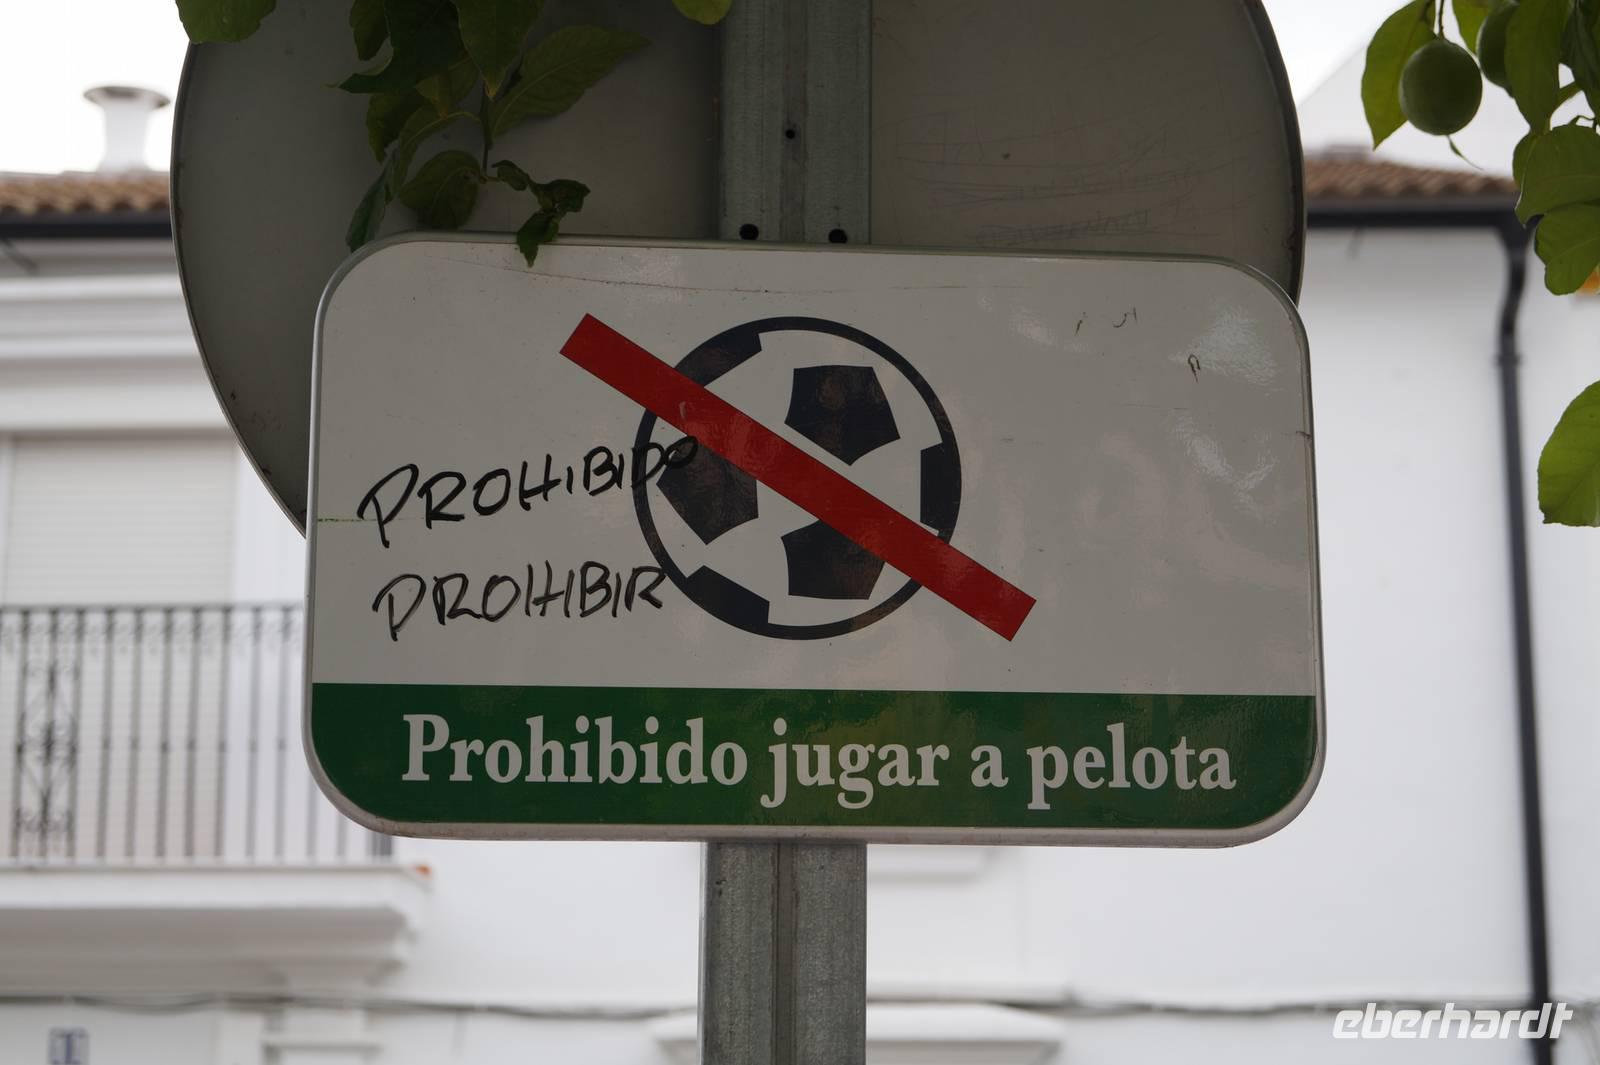 PROHIBIDO
PROHIBIR
Prohibido jugar a pelota
eberhardt